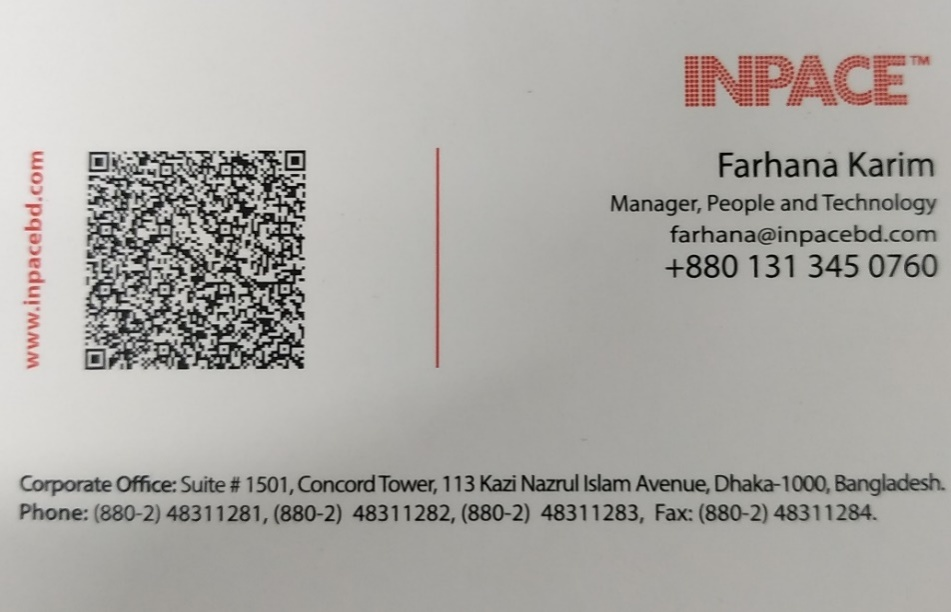 INPACE™
www.inpacebd.com
Farhana Karim
Manager, People and Technology
farhana@inpacebd.com
+880 131 345 0760
Corporate Office: Suite # 1501, Concord Tower, 113 Kazi Nazrul Islam Avenue, Dhaka-1000, Bangladesh.
Phone: (880-2) 48311281, (880-2) 48311282, (880-2) 48311283, Fax: (880-2) 48311284.